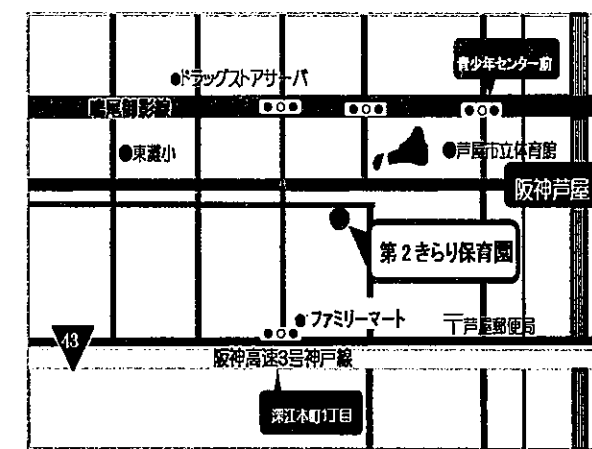 青少年センター前
ドラッグストアサーバ
鳴尾御影線
東灘小
芦屋市立体育館
阪神芦屋
第2きらり保育園
ファミリーマート
〒芦屋郵便局
43
阪神高速3号神戸線
深江本町1丁目